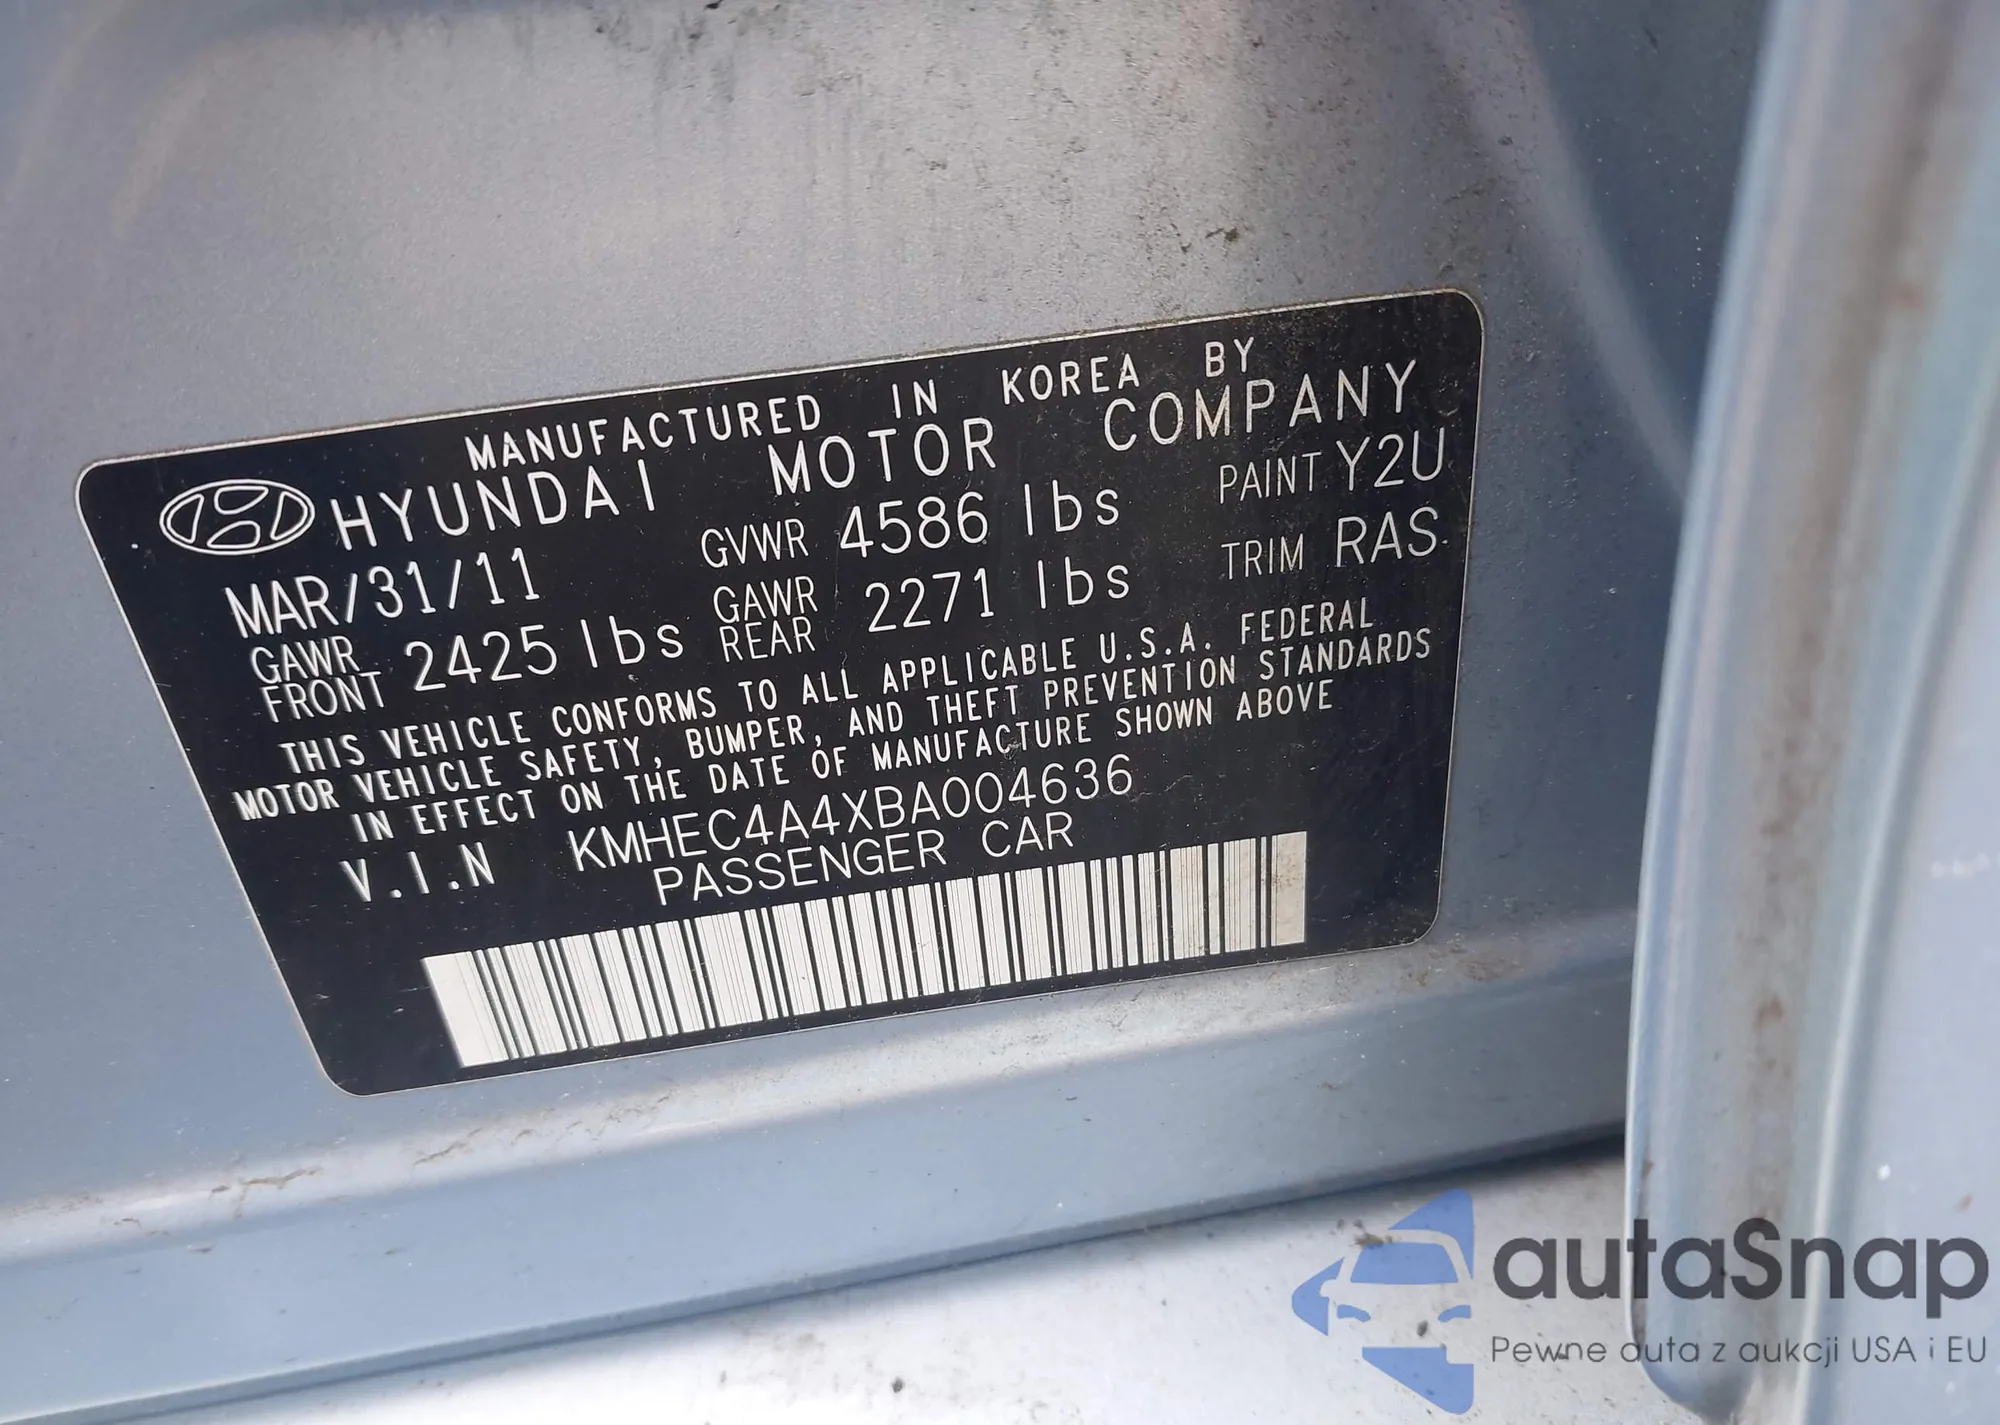 MANUFACTURED IN KOREA BY
HYUNDAI MOTOR COMPANY
MAR/31/11 GVWR 4586 lbs PAINT Y2U
GAWR FRONT 2425 lbs GAWR REAR 2271 lbs TRIM RAS
THIS VEHICLE CONFORMS TO ALL APPLICABLE U.S.A. FEDERAL
MOTOR VEHICLE SAFETY, BUMPER, AND THEFT PREVENTION STANDARDS
IN EFFECT ON THE DATE OF MANUFACTURE SHOWN ABOVE
V.I.N KMHEC4A4XBA004636
PASSENGER CAR
autaSnap
Pewne auta z aukcji USA i EU